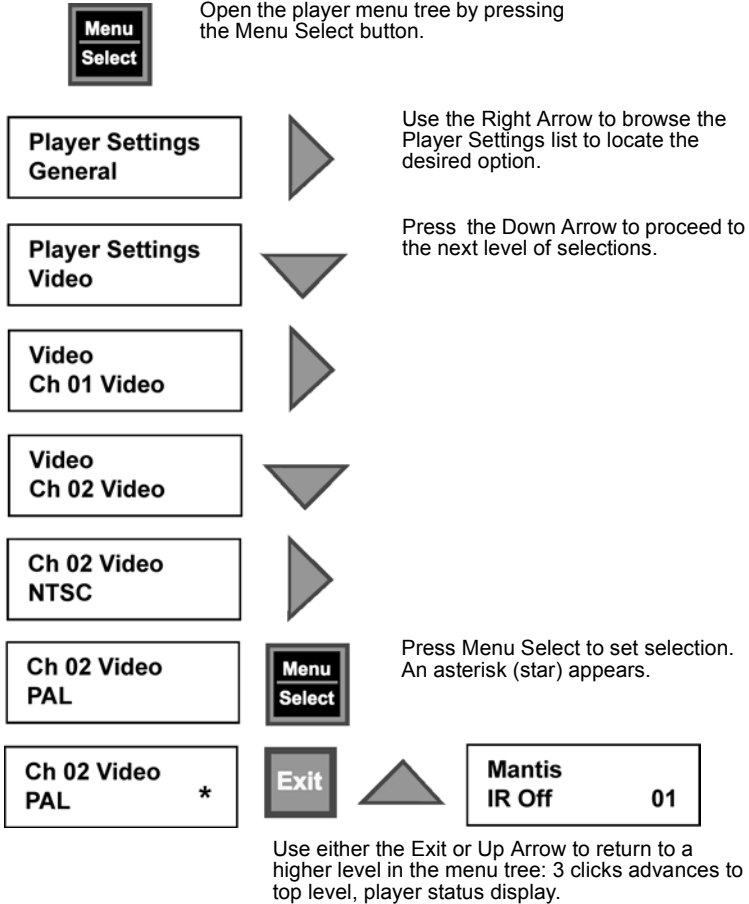 Menu
Select
Open the player menu tree by pressing
the Menu Select button.
Player Settings
General
Use the Right Arrow to browse the
Player Settings list to locate the
desired option.
Player Settings
Video
Press  the Down Arrow to proceed to
the next level of selections.
Video
Ch 01 Video
Video
Ch 02 Video
Ch 02 Video
NTSC
Ch 02 Video
PAL
Menu
Select
Press Menu Select to set selection.
An asterisk (star) appears.
Ch 02 Video
PAL *
Exit
Mantis
IR Off 01
Use either the Exit or Up Arrow to return to a
higher level in the menu tree: 3 clicks advances to
top level, player status display.